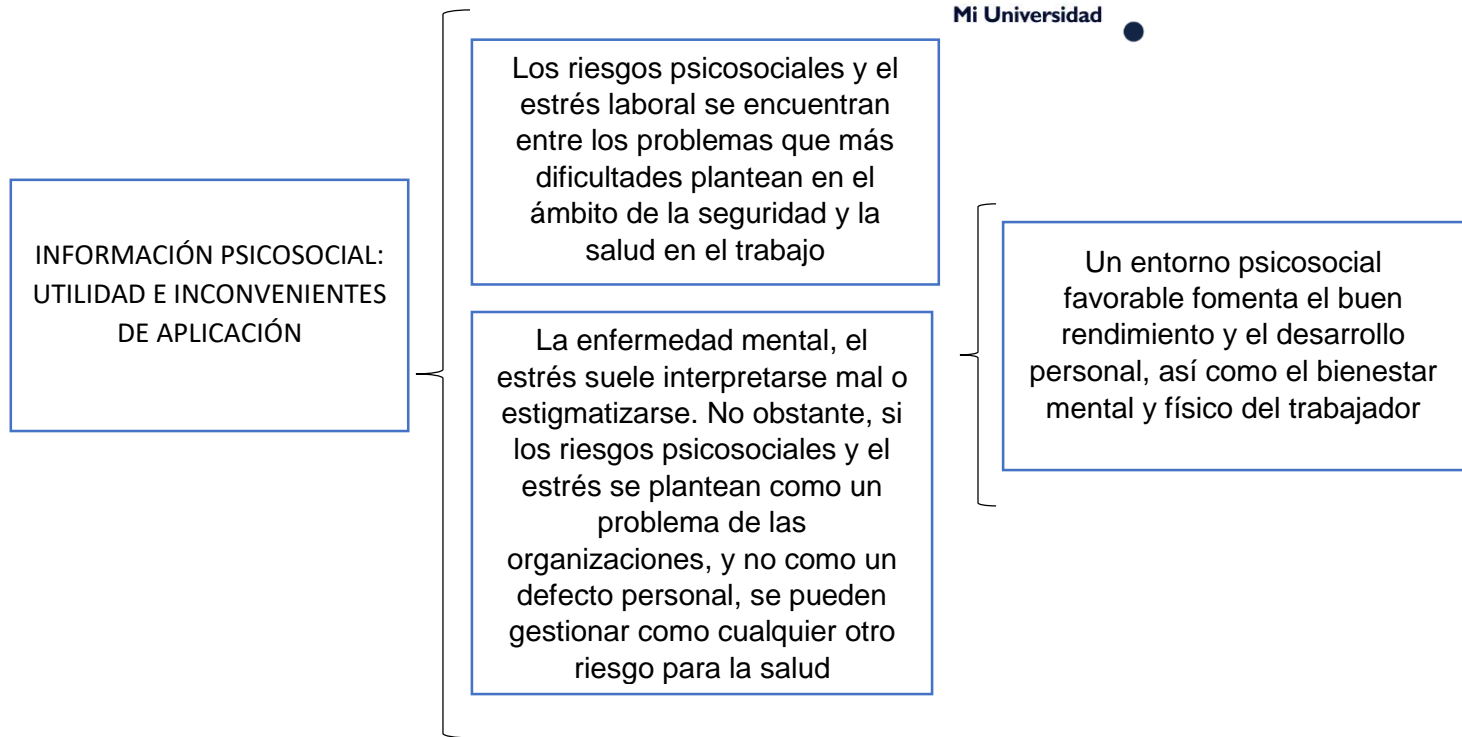 Mi Universidad
INFORMACIÓN PSICOSOCIAL:
UTILIDAD E INCONVENIENTES
DE APLICACIÓN
Los riesgos psicosociales y el
estrés laboral se encuentran
entre los problemas que más
dificultades plantean en el
ámbito de la seguridad y la
salud en el trabajo
La enfermedad mental, el
estrés suele interpretarse mal o
estigmatizarse. No obstante, si
los riesgos psicosociales y el
estrés se plantean como un
problema de las
organizaciones, y no como un
defecto personal, se pueden
gestionar como cualquier otro
riesgo para la salud
Un entorno psicosocial
favorable fomenta el buen
rendimiento y el desarrollo
personal, así como el bienestar
mental y físico del trabajador